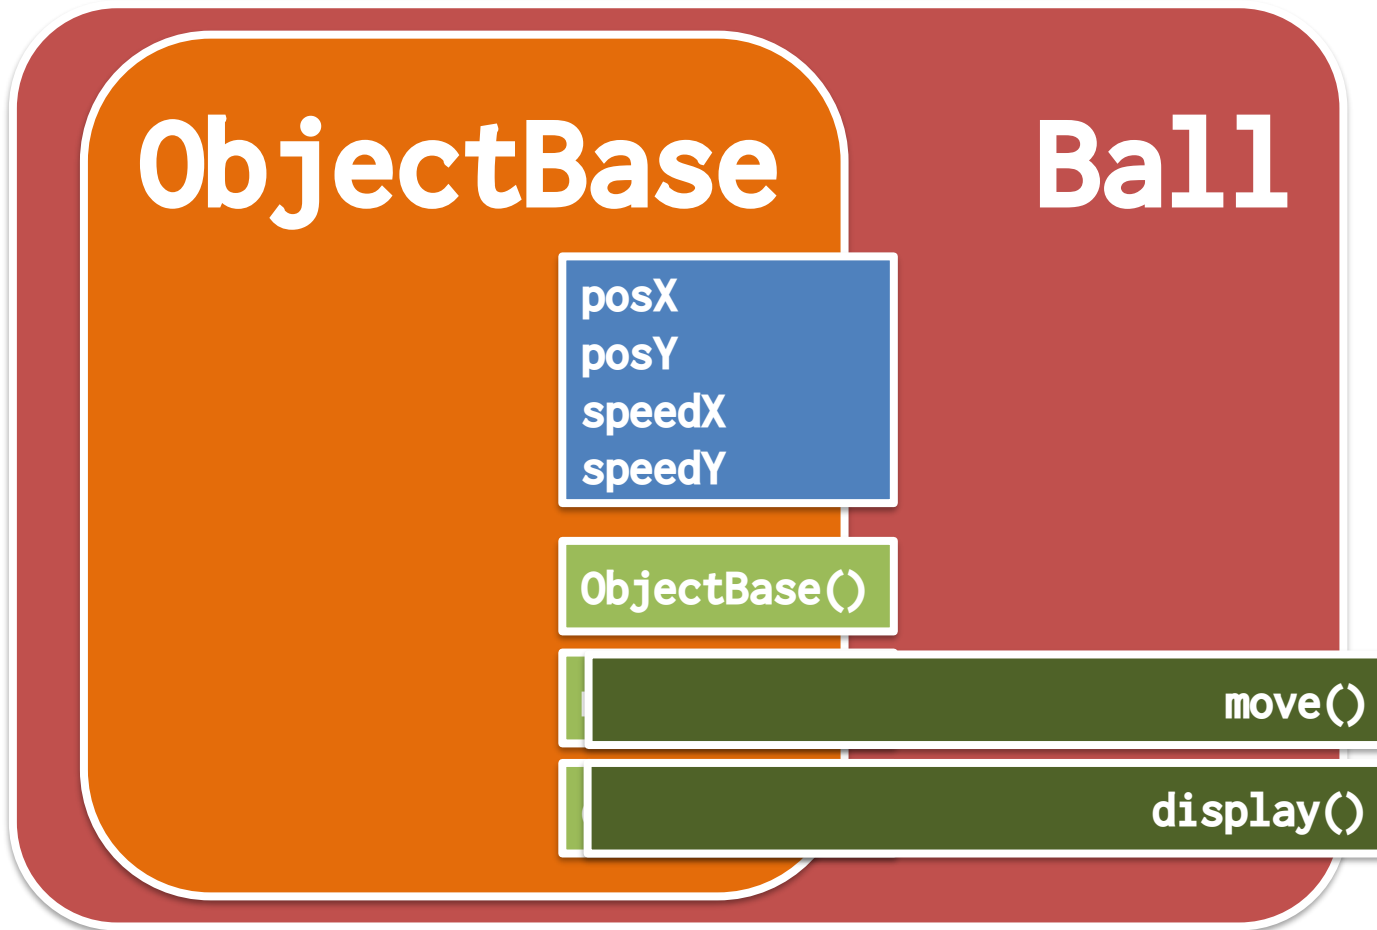 ObjectBase
Ball
posX
posY
speedX
speedY
ObjectBase()
move()
display()